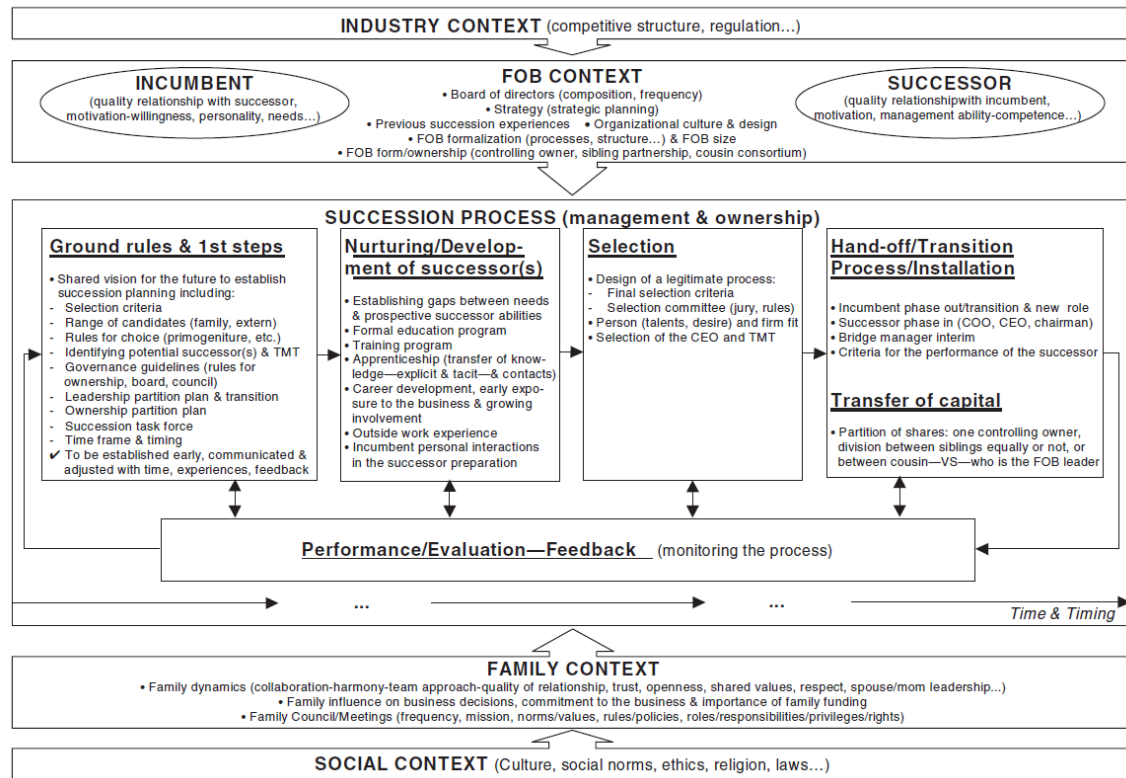 INDUSTRY CONTEXT (competitive structure, regulation…)
INCUMBENT
(quality relationship with successor,
motivation-willingness, personality, needs…)
FOB CONTEXT
• Board of directors (composition, frequency)
• Strategy (strategic planning)
• Previous succession experiences • Organizational culture & design
• FOB formalization (processes, structure…) & FOB size
• FOB form/ownership (controlling owner, sibling partnership, cousin consortium)
SUCCESSOR
(quality relationshipwith incumbent,
motivation, management ability-competence…)
SUCCESSION PROCESS (management & ownership)
Ground rules & 1st steps
• Shared vision for the future to establish
succession planning including:
- Selection criteria
- Range of candidates (family, extern)
- Rules for choice (primogeniture, etc.)
- Identifying potential successor(s) & TMT
- Governance guidelines (rules for
ownership, board, council)
- Leadership partition plan & transition
- Ownership partition plan
- Succession task force
- Time frame & timing
✔ To be established early, communicated &
adjusted with time, experiences, feedback
Nurturing/Develop-
ment of successor(s)
• Establishing gaps between needs
& prospective successor abilities
• Formal education program
• Training program
• Apprenticeship (transfer of know-
ledge—explicit & tacit—& contacts)
• Career development, early expo-
sure to the business & growing
involvement
• Outside work experience
• Incumbent personal interactions
in the successor preparation
Selection
• Design of a legitimate process:
- Final selection criteria
- Selection committee (jury, rules)
• Person (talents, desire) and firm fit
• Selection of the CEO and TMT
Hand-off/Transition
Process/Installation
• Incumbent phase out/transition & new role
• Successor phase in (COO, CEO, chairman)
• Bridge manager interim
• Criteria for the performance of the successor
Transfer of capital
• Partition of shares: one controlling owner,
division between siblings equally or not, or
between cousin—VS—who is the FOB leader
Performance/Evaluation—Feedback (monitoring the process)
... ...
Time & Timing
FAMILY CONTEXT
• Family dynamics (collaboration-harmony-team approach-quality of relationship, trust, openness, shared values, respect, spouse/mom leadership...)
• Family influence on business decisions, commitment to the business & importance of family funding
• Family Council/Meetings (frequency, mission, norms/values, rules/policies, roles/responsibilities/privileges/rights)
SOCIAL CONTEXT (Culture, social norms, ethics, religion, laws…)